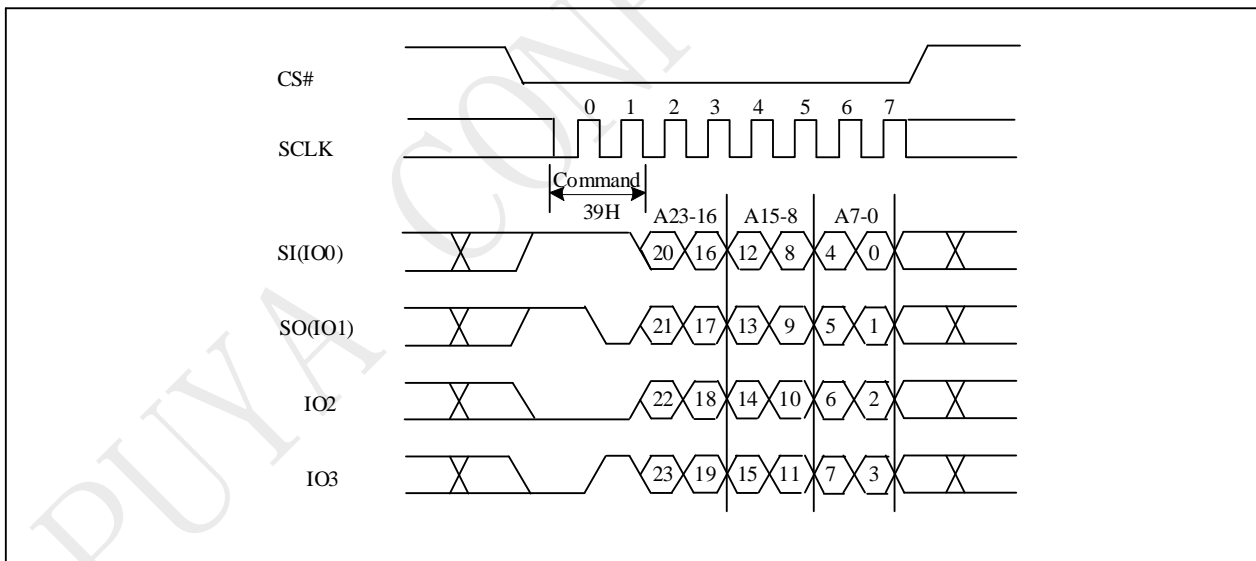 PUYA CONF
CS#
0 1 2 3 4 5 6 7
SCLK
Command
39H
A23-16 A15-8 A7-0
SI(IO0) 20 16 12 8 4 0
SO(IO1) 21 17 13 9 5 1
IO2 22 18 14 10 6 2
IO3 23 19 15 11 7 3